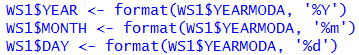 WS1$YEAR <- format(WS1$YEARMODA, '%Y')
WS1$MONTH <- format(WS1$YEARMODA, '%m')
WS1$DAY <- format(WS1$YEARMODA, '%d')